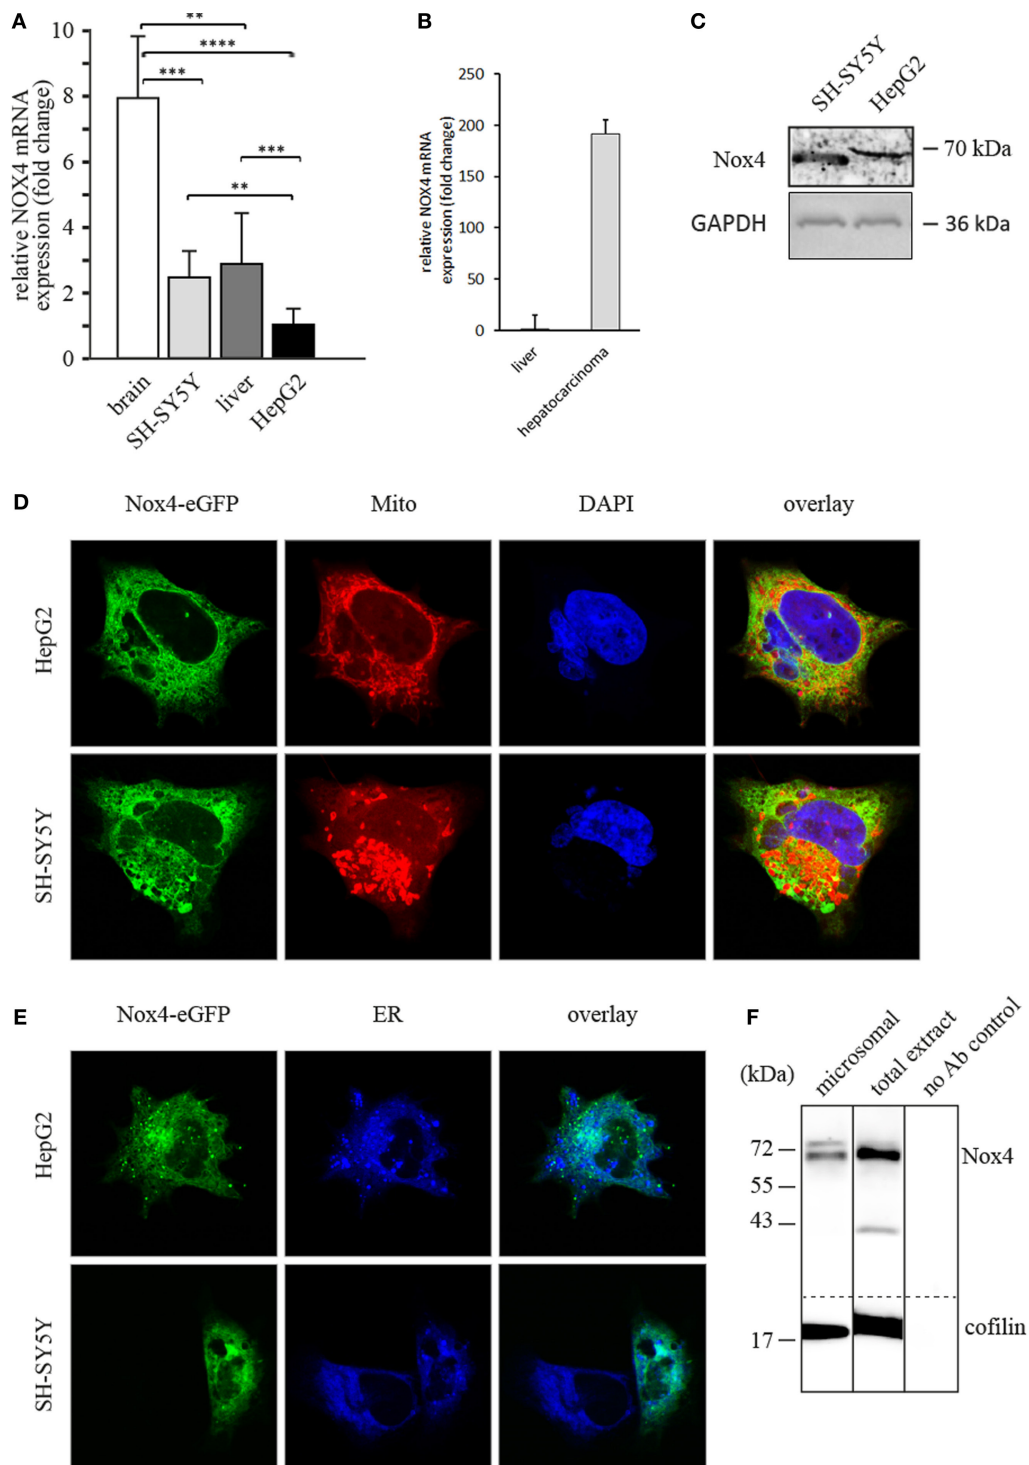 A
relative NOX4 mRNA
expression (fold change)
10
8
6
4
2
0
**
****
***
***
**
brain
SH-SY5Y
liver
HepG2
B
relative NOX4 mRNA
expression (fold change)
250
200
150
100
50
0
liver
hepatocarcinoma
C
SH-SY5Y
HepG2
Nox4
70 kDa
GAPDH
36 kDa
D
Nox4-eGFP
Mito
DAPI
overlay
HepG2
SH-SY5Y
E
Nox4-eGFP
ER
overlay
HepG2
SH-SY5Y
F
(kDa)
microsomal
total extract
no Ab control
72
55
43
17
Nox4
cofilin